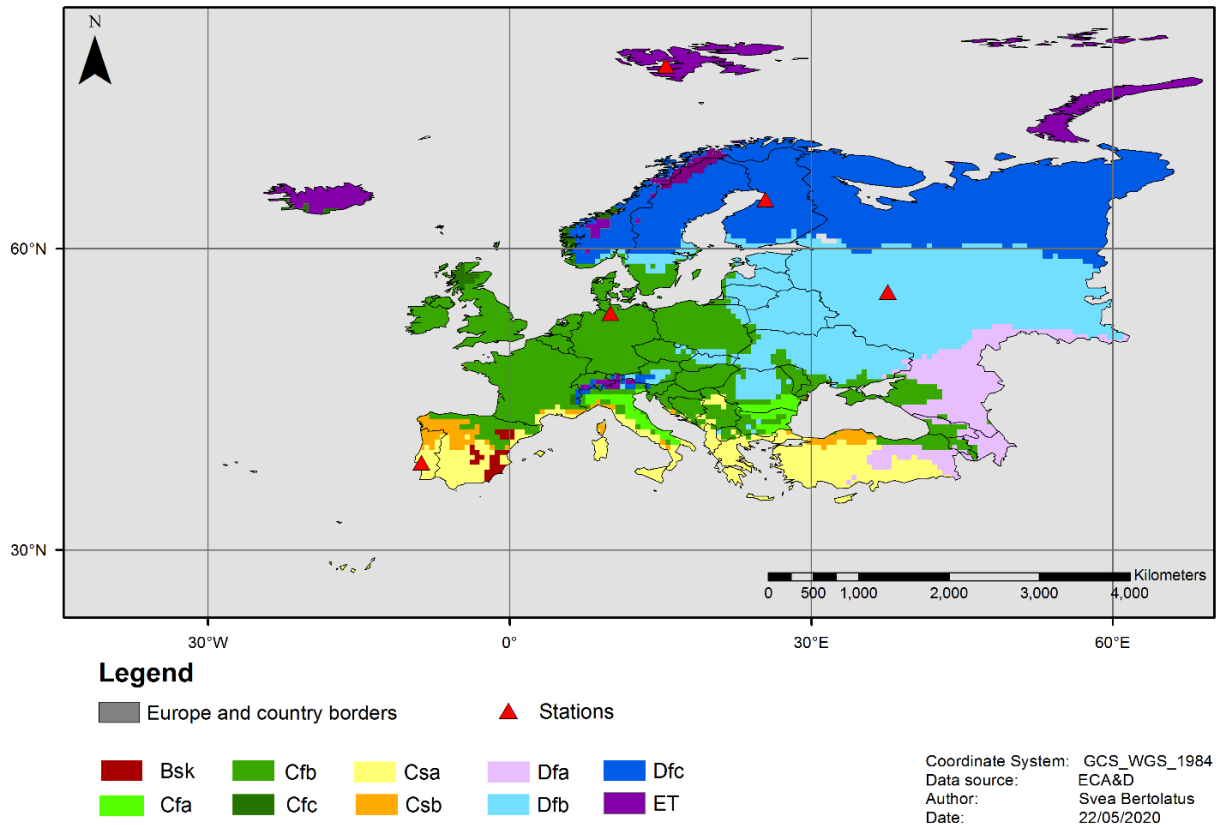 N
60°N
30°N
Kilometers
0 500 1,000 2,000 3,000 4,000
30°W 0° 30°E 60°E
Legend
Europe and country borders Stations
Bsk Cfb Csa Dfa Dfc
Cfa Cfc Csb Dfb ET
Coordinate System: GCS_WGS_1984
Data source: ECA&D
Author: Svea Bertolatus
Date: 22/05/2020